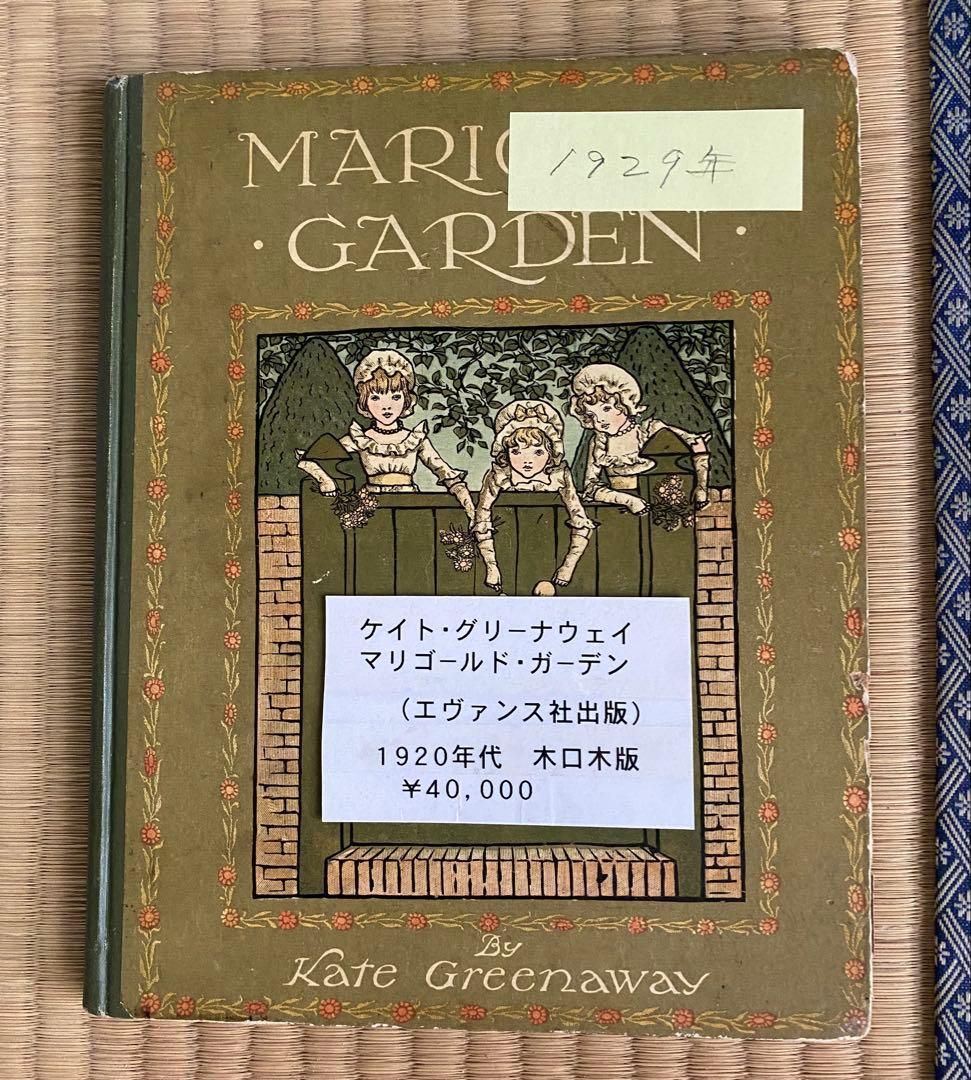 MARIG
1929年
· GARDEN ·
ケイト・グリーナウェイ
マリゴールド・ガーデン
(エヴァンス社出版)
1920年代 木口木版
¥40,000
By
Kate Greenaway